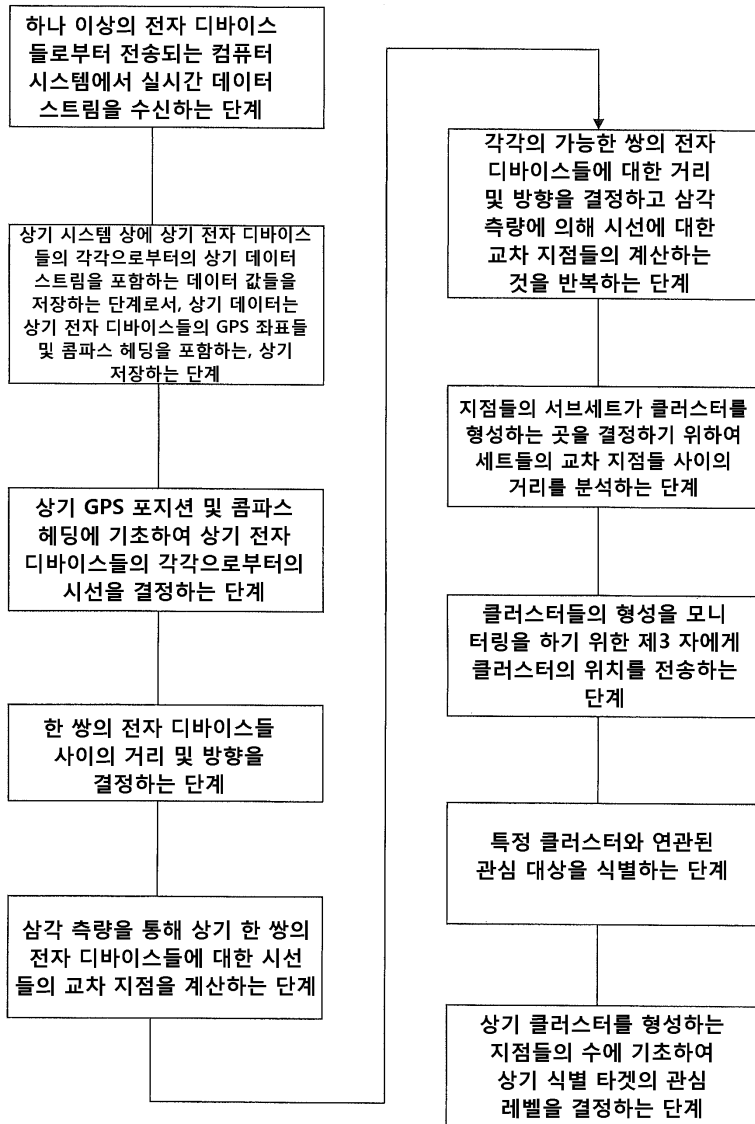 하나 이상의 전자 디바이스
들로부터 전송되는 컴퓨터
시스템에서 실시간 데이터
스트림을 수신하는 단계
상기 시스템 상에 상기 전자 디바이스
들의 각각으로부터의 상기 데이터
스트림을 포함하는 데이터 값들을
저장하는 단계로서, 상기 데이터는
상기 전자 디바이스들의 GPS 좌표들
및 콤파스 헤딩을 포함하는, 상기
저장하는 단계
상기 GPS 포지션 및 콤파스
헤딩에 기초하여 상기 전자
디바이스들의 각각으로부터의
시선을 결정하는 단계
한 쌍의 전자 디바이스들
사이의 거리 및 방향을
결정하는 단계
삼각 측량을 통해 상기 한 쌍의
전자 디바이스들에 대한 시선
들의 교차 지점을 계산하는 단계
각각의 가능한 쌍의 전자
디바이스들에 대한 거리
및 방향을 결정하고 삼각
측량에 의해 시선에 대한
교차 지점들의 계산하는
것을 반복하는 단계
지점들의 서브세트가 클러스터를
형성하는 곳을 결정하기 위하여
세트들의 교차 지점들 사이의
거리를 분석하는 단계
클러스터들의 형성을 모니
터링을 하기 위한 제3 자에게
클러스터의 위치를 전송하는
단계
특정 클러스터와 연관된
관심 대상을 식별하는 단계
상기 클러스터를 형성하는
지점들의 수에 기초하여
상기 식별 타겟의 관심
레벨을 결정하는 단계